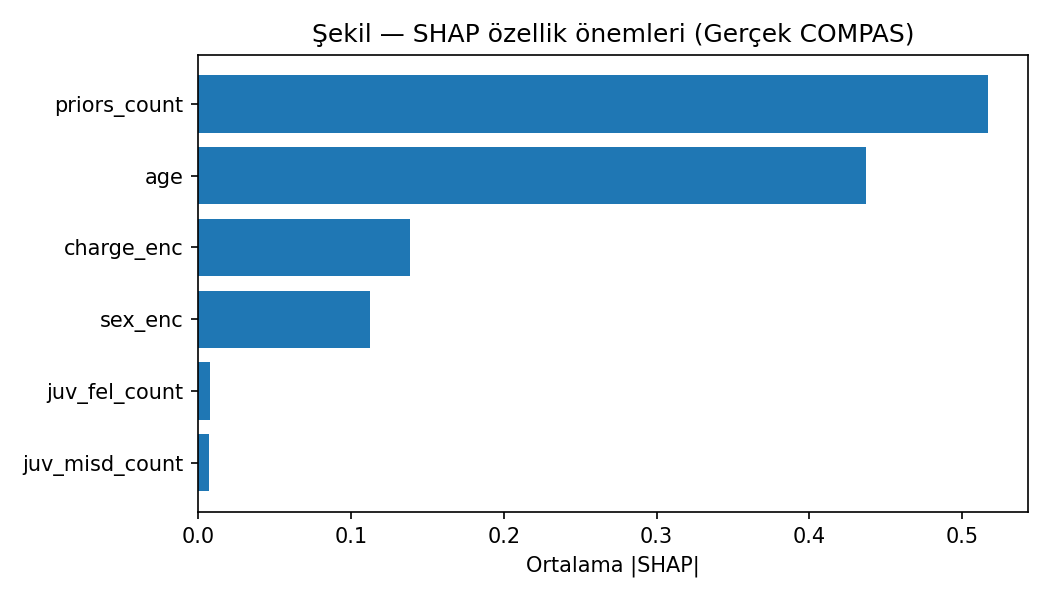 Şekil — SHAP özellik önemleri (Gerçek COMPAS)
priors_count
age
charge_enc
sex_enc
juv_fel_count
juv_misd_count
0.0 0.1 0.2 0.3 0.4 0.5
Ortalama |SHAP|